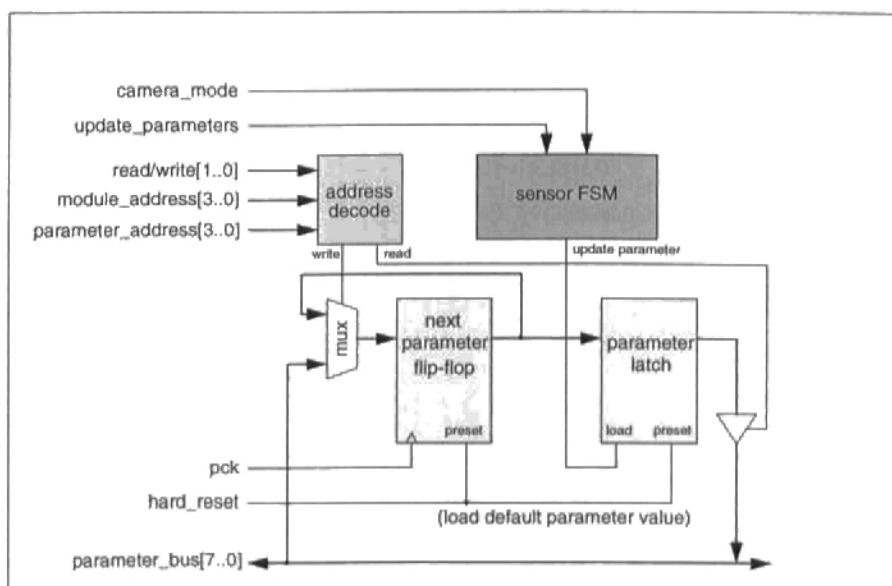 camera_mode
update_parameters
read/write[1..0]
module_address[3..0]
parameter_address[3..0]
address
decode
sensor FSM
write
read
update parameter
mux
next
parameter
flip-flop
parameter
latch
preset
load
preset
pck
hard_reset
(load default parameter value)
parameter_bus[7..0]